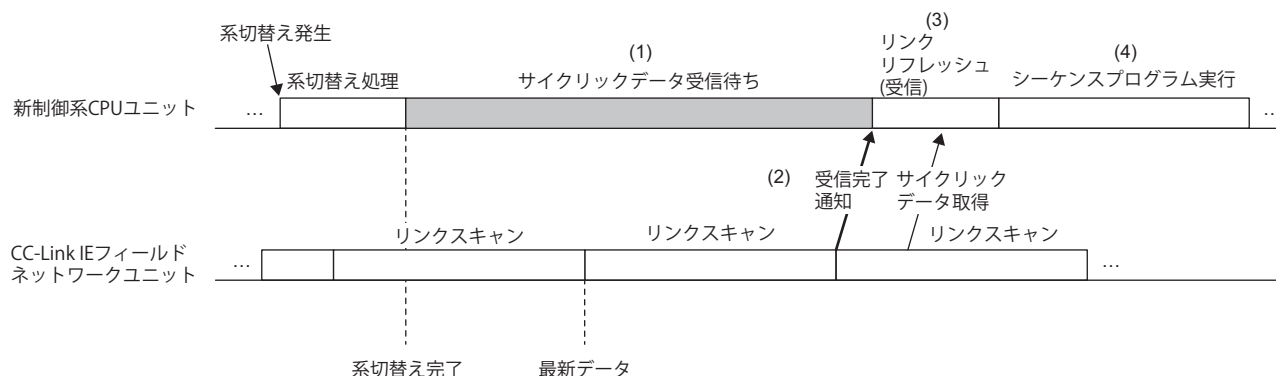 系切替え発生
系切替え処理
(1)
サイクリックデータ受信待ち
(3)
リンク
リフレッシュ
(受信)
(4)
シーケンスプログラム実行
新制御系CPUユニット
…
…
(2)
受信完了
通知
サイクリック
データ取得
リンクスキャン
リンクスキャン
リンクスキャン
CC-Link IEフィールド
ネットワークユニット
…
…
系切替え完了
最新データ